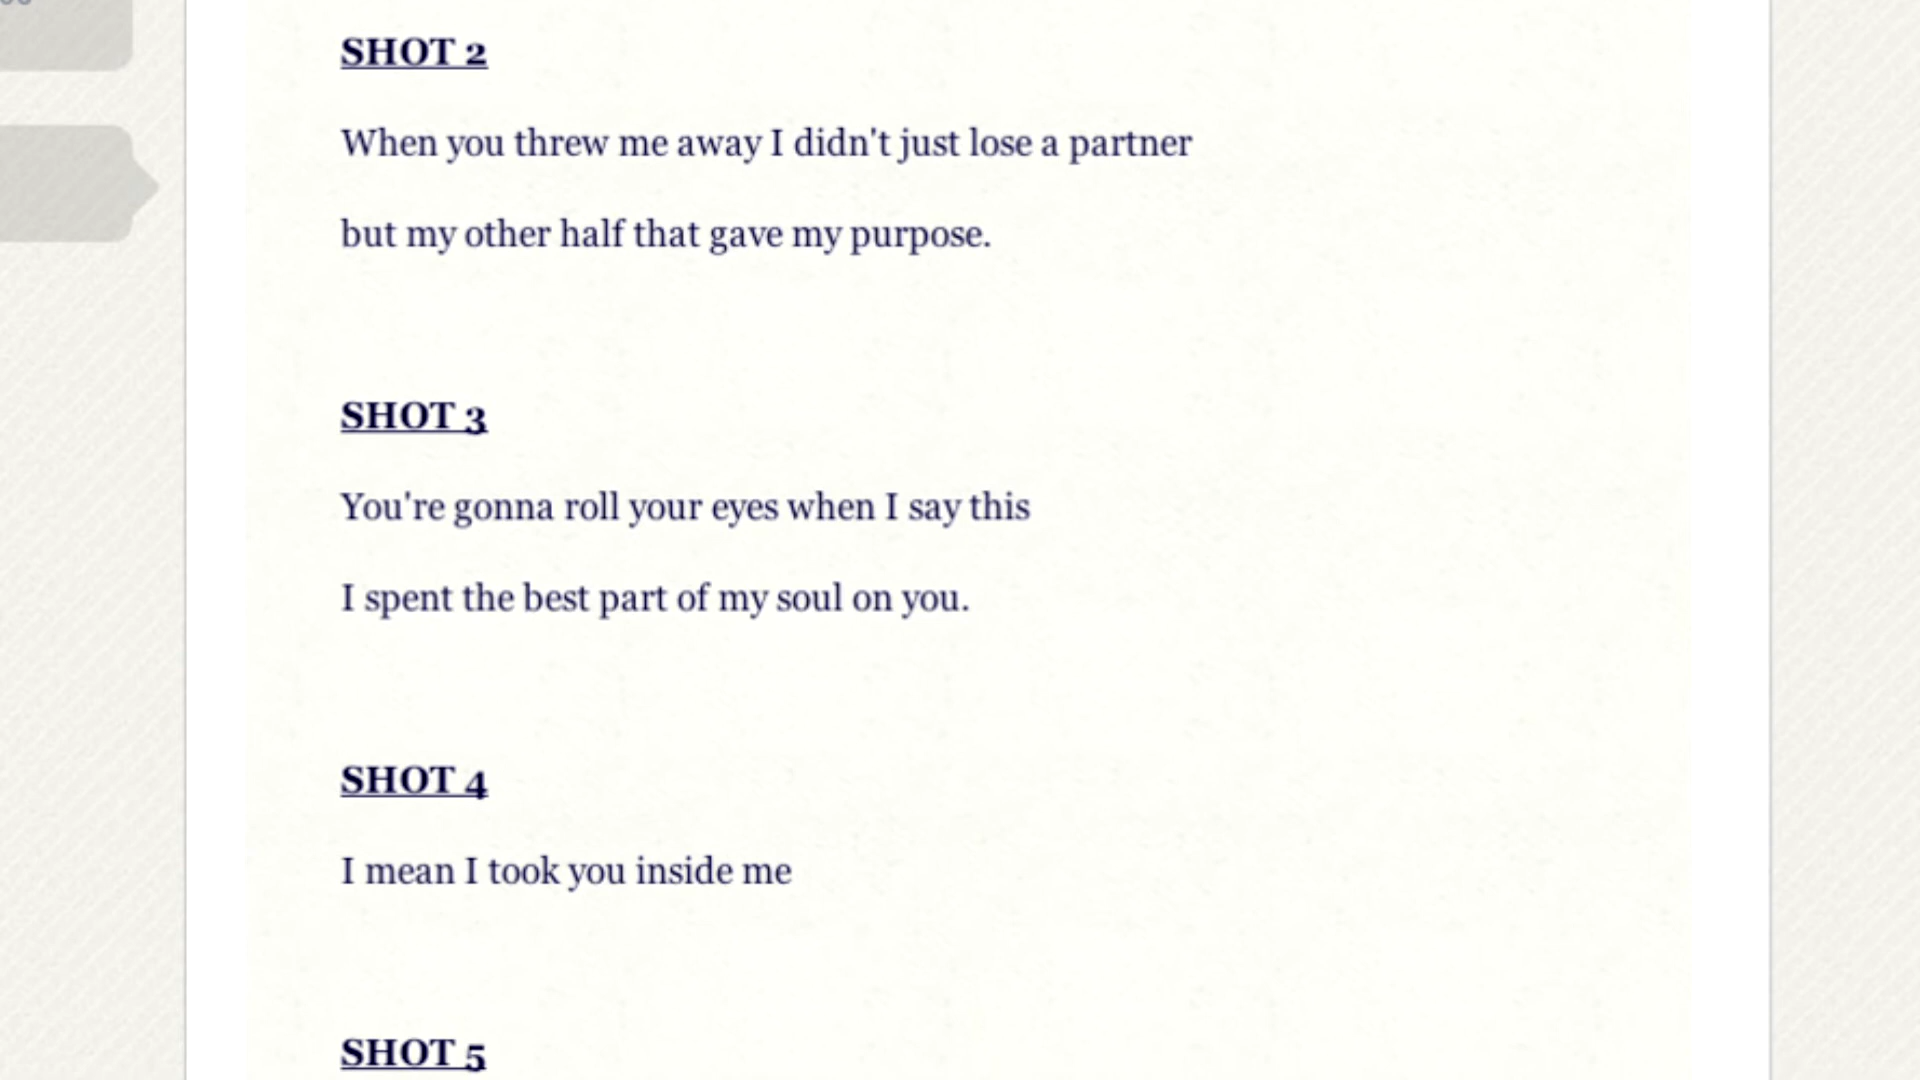 SHOT 2
When you threw me away I didn't just lose a partner
but my other half that gave my purpose.
SHOT 3
You're gonna roll your eyes when I say this
I spent the best part of my soul on you.
SHOT 4
I mean I took you inside me
SHOT 5